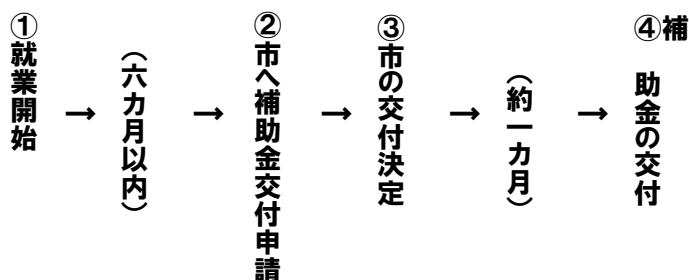 ①就業開始
→
（六カ月以内）
→
②市へ補助金交付申請
→
③市の交付決定
→
（約一カ月）
→
④補
助金の交付